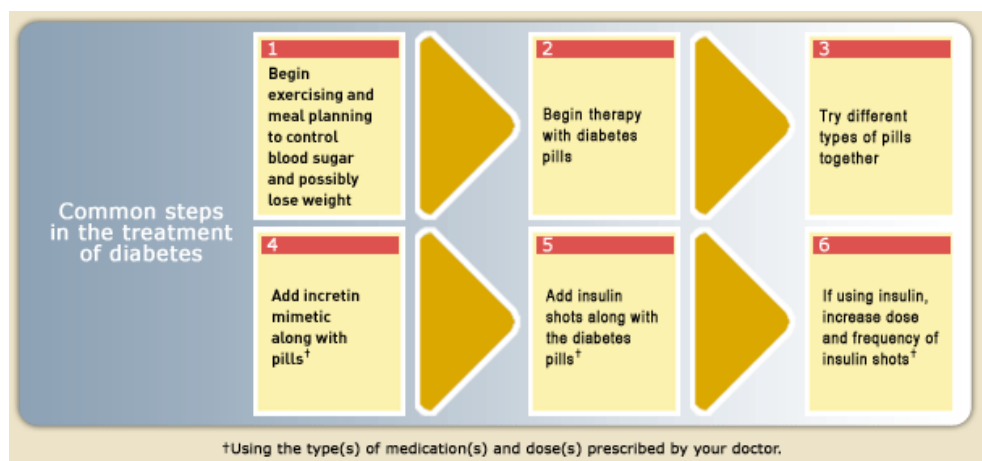 Common steps
in the treatment
of diabetes
1
Begin
exercising and
meal planning
to control
blood sugar
and possibly
lose weight
2
Begin therapy
with diabetes
pills
3
Try different
types of pills
together
4
Add incretin
mimetic
along with
pills†
5
Add insulin
shots along with
the diabetes
pills†
6
If using insulin,
increase dose
and frequency of
insulin shots†
†Using the type(s) of medication(s) and dose(s) prescribed by your doctor.